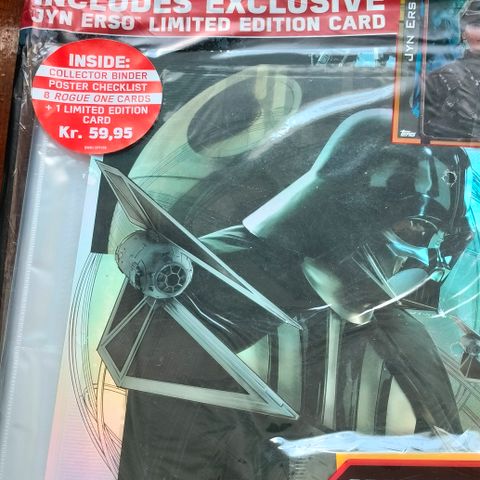 INCLUDES EXCLUSIVE
JYN ERSO™ LIMITED EDITION CARD
INSIDE:
COLLECTOR BINDER
POSTER CHECKLIST
8 ROGUE ONE CARDS
+ 1 LIMITED EDITION
CARD
Kr. 59,95
JYN ERS
topps